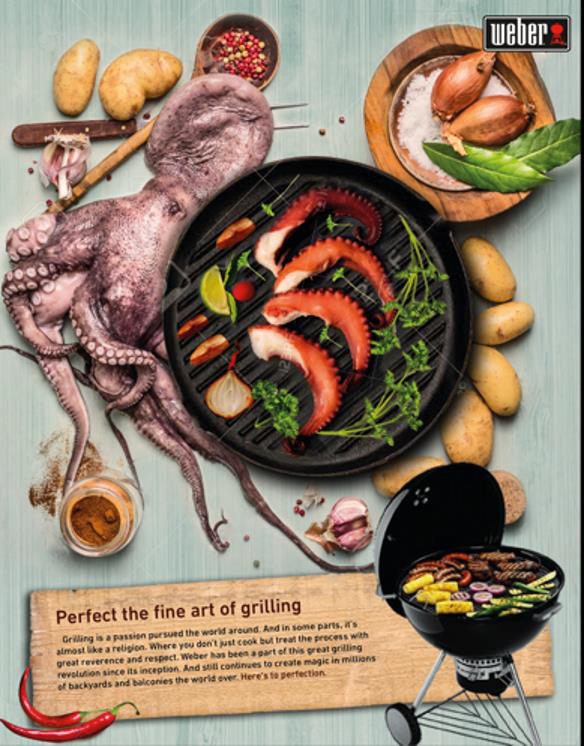 weber
Perfect the fine art of grilling
Grilling is a passion pursued the world around. And in some parts, it's
almost like a religion. Where you don't just cook but treat the process with
great reverence and respect. Weber has been a part of this great grilling
revolution since its inception. And still continues to create magic in millions
of backyards and balconies the world over. Here's to perfection.